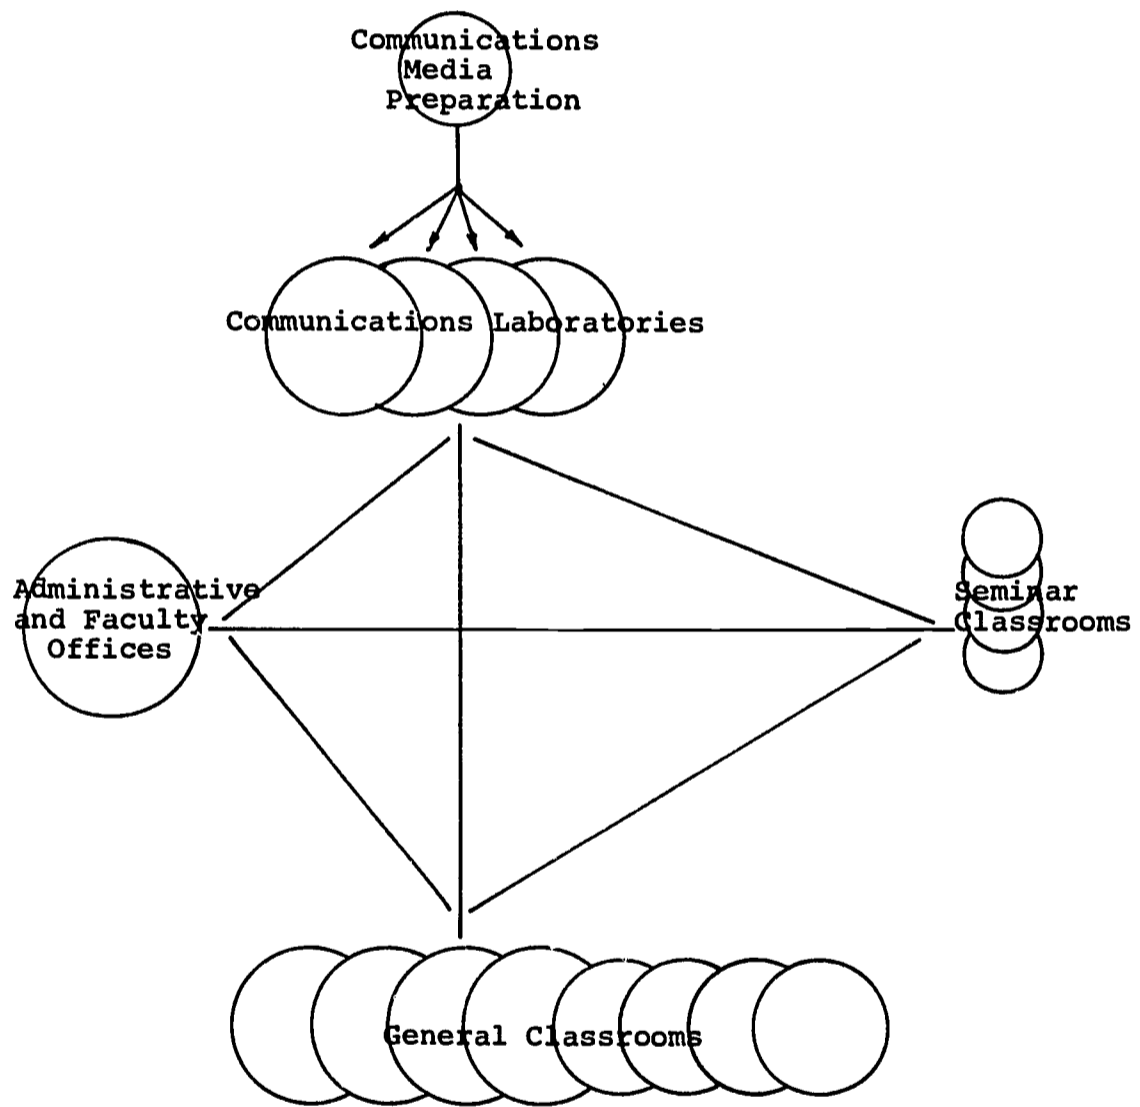 Communications
Media
Preparation
Communications Laboratories
Administrative
and Faculty
Offices
Seminar
Classrooms
General Classrooms